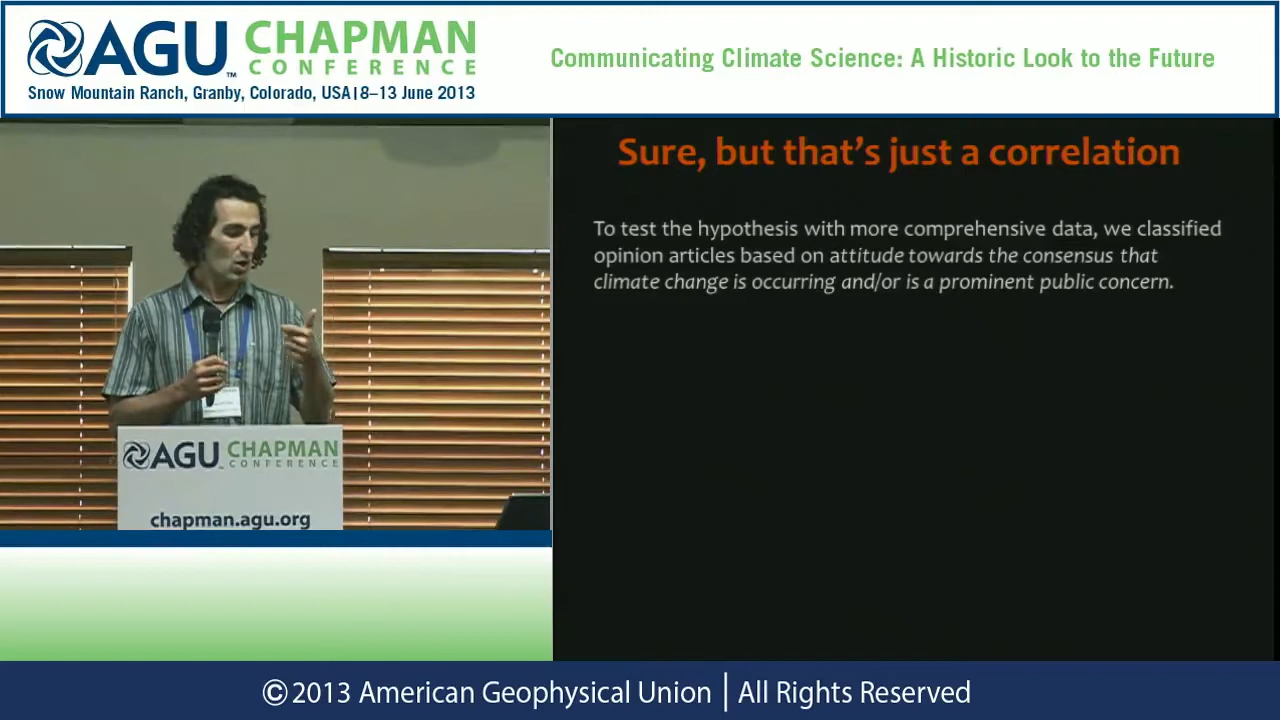 AGU CHAPMAN
CONFERENCE
™
Snow Mountain Ranch, Granby, Colorado, USA|8–13 June 2013
Communicating Climate Science: A Historic Look to the Future
Sure, but that's just a correlation
To test the hypothesis with more comprehensive data, we classified
opinion articles based on attitude towards the consensus that
climate change is occurring and/or is a prominent public concern.
AGU CHAPMAN
CONFERENCE
chapman.agu.org
©2013 American Geophysical Union | All Rights Reserved